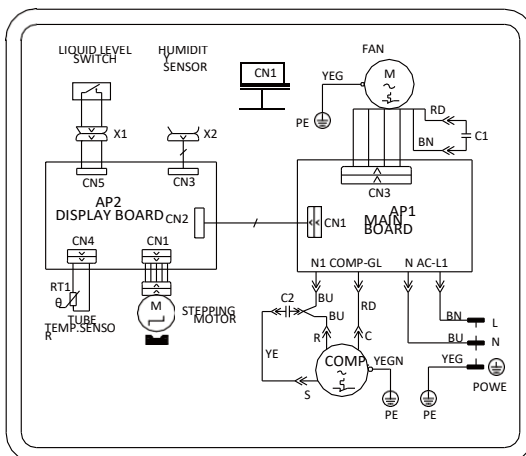 LIQUID LEVEL
SWITCH
HUMIDIT
Y
SENSOR
CN1
FAN
M
YEG
PE
RD
BN
C1
X1
X2
CN5
CN3
AP2
DISPLAY BOARD
CN2
CN4
CN1
CN3
AP1
MAIN
BOARD
CN1
N1 COMP-GL
N AC-L1
RT1
θ
TUBE
TEMP.SENSO
R
M
STEPPING
MOTOR
C2
BU
BU
RD
R
C
YE
S
COMP
YEGN
PE
BN
L
BU
N
YEG
POWE
PE